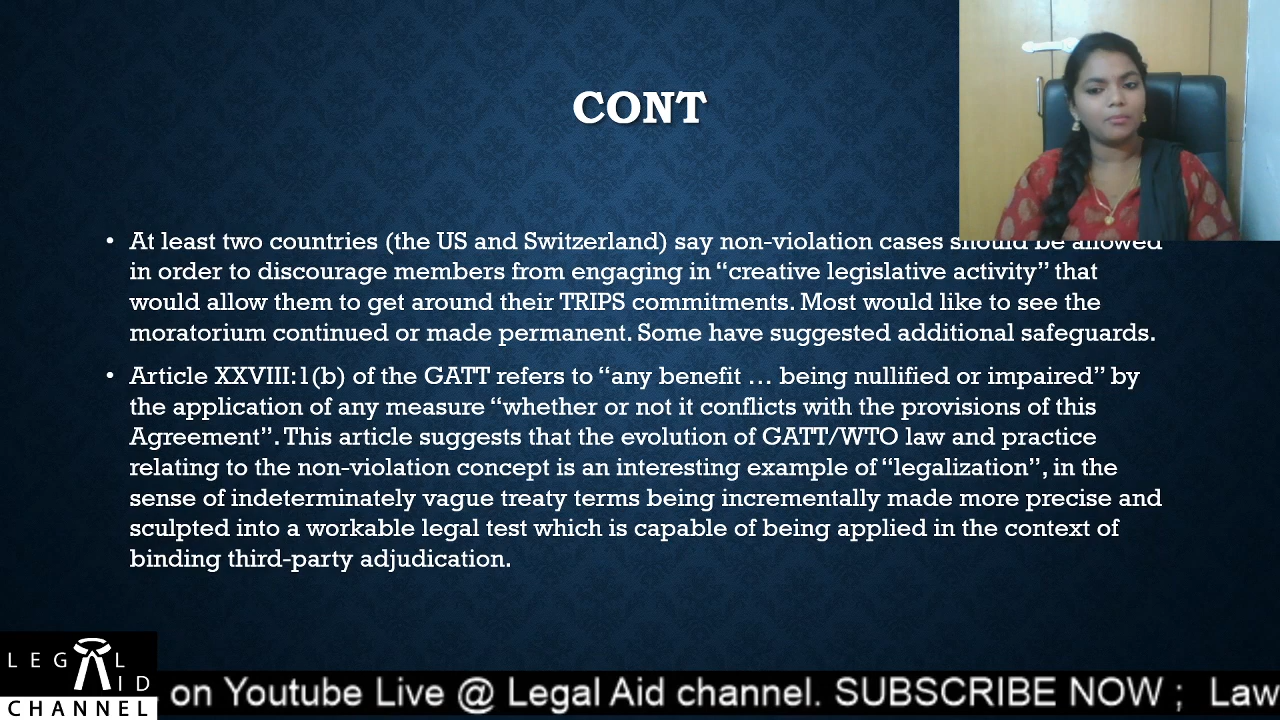 CONT
• At least two countries (the US and Switzerland) say non-violation cases should be allowed
in order to discourage members from engaging in “creative legislative activity” that
would allow them to get around their TRIPS commitments. Most would like to see the
moratorium continued or made permanent. Some have suggested additional safeguards.
• Article XXVIII:1(b) of the GATT refers to “any benefit … being nullified or impaired” by
the application of any measure “whether or not it conflicts with the provisions of this
Agreement”. This article suggests that the evolution of GATT/WTO law and practice
relating to the non-violation concept is an interesting example of “legalization”, in the
sense of indeterminately vague treaty terms being incrementally made more precise and
sculpted into a workable legal test which is capable of being applied in the context of
binding third-party adjudication.
LEGAL
AID
CHANNEL
on Youtube Live @ Legal Aid channel. SUBSCRIBE NOW ; Law